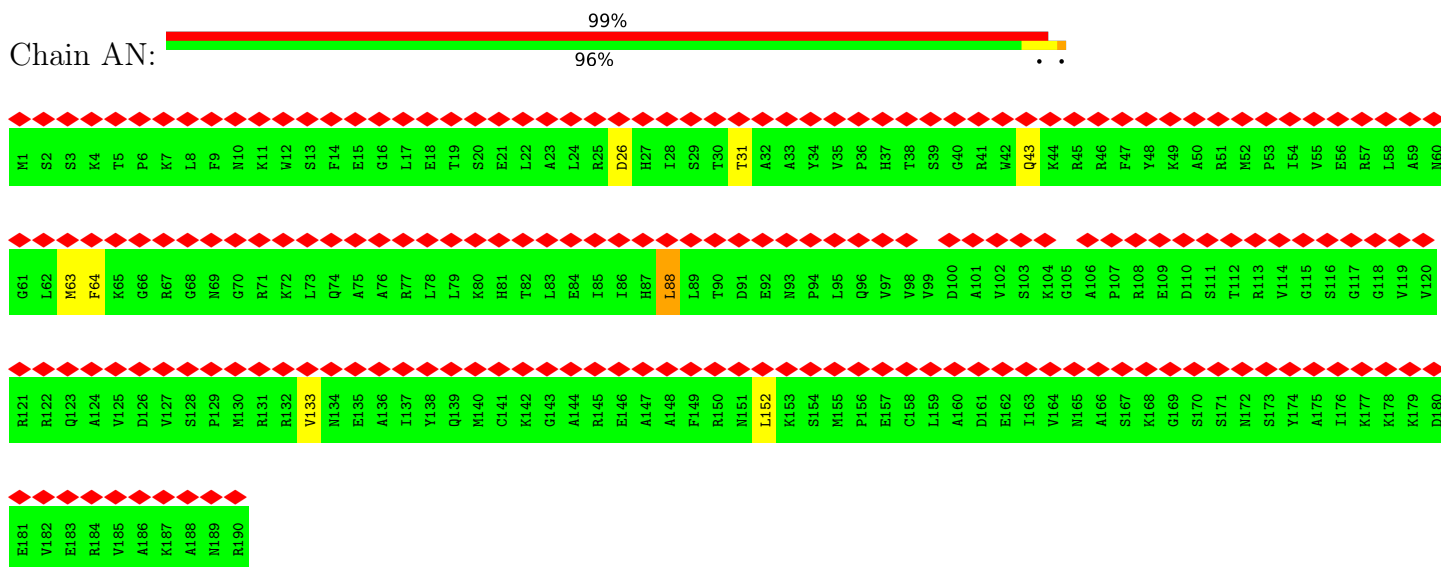 99%
Chain AN:
96%
• •
M1 S2 S3 K4 T5 P6 K7 L8 F9 N10 K11 W12 S13 F14 E15 G16 L17 E18 T19 S20 E21 L22 A23 L24 R25 D26 H27 I28 S29 T30 T31 A32 A33 Y34 V35 P36 H37 T38 S39 G40 R41 W42 Q43 K44 R45 R46 F47 Y48 K49 A50 R51 M52 P53 I54 V55 E56 R57 L58 A59 N60
G61 L62 M63 F64 K65 G66 R67 G68 N69 G70 R71 K72 L73 Q74 A75 A76 R77 L78 L79 K80 H81 T82 L83 E84 I85 I86 H87 L88 L89 T90 D91 E92 N93 P94 L95 Q96 V97 V98 V99 D100 A101 V102 S103 K104 G105 A106 P107 R108 E109 D110 S111 T112 R113 V114 G115 S116 G117 G118 V119 V120
R121 R122 Q123 A124 V125 D126 V127 S128 P129 M130 R131 R132 V133 N134 E135 A136 I137 Y138 Q139 M140 C141 K142 G143 A144 R145 E146 A147 A148 F149 R150 N151 L152 K153 S154 M155 P156 E157 C158 L159 A160 D161 E162 I163 V164 N165 A166 S167 K168 G169 S170 S171 N172 S173 Y174 A175 I176 K177 K178 K179 D180
E181 V182 E183 R184 V185 A186 K187 A188 N189 R190